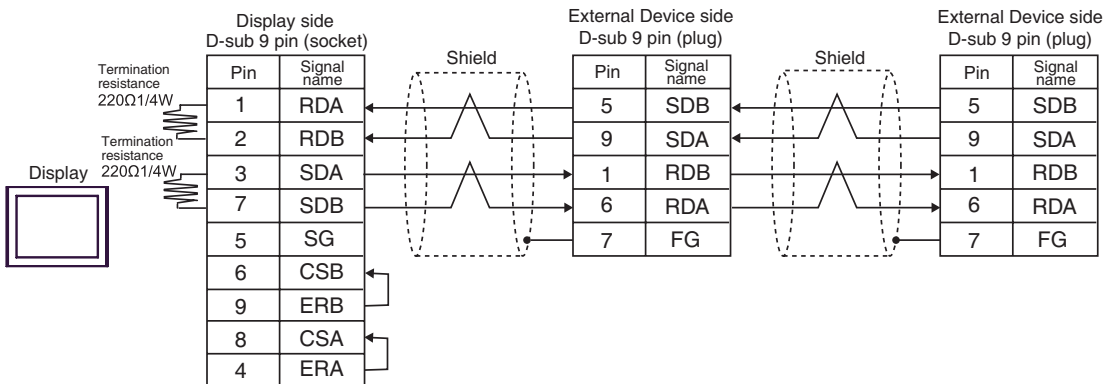 Display side
D-sub 9 pin (socket)
External Device side
D-sub 9 pin (plug)
External Device side
D-sub 9 pin (plug)
Termination
resistance
220Ω1/4W
Termination
resistance
220Ω1/4W
Display
Shield
Shield
Pin Signal name
1 RDA
2 RDB
3 SDA
7 SDB
5 SG
6 CSB
9 ERB
8 CSA
4 ERA
Pin Signal name
5 SDB
9 SDA
1 RDB
6 RDA
7 FG
Pin Signal name
5 SDB
9 SDA
1 RDB
6 RDA
7 FG